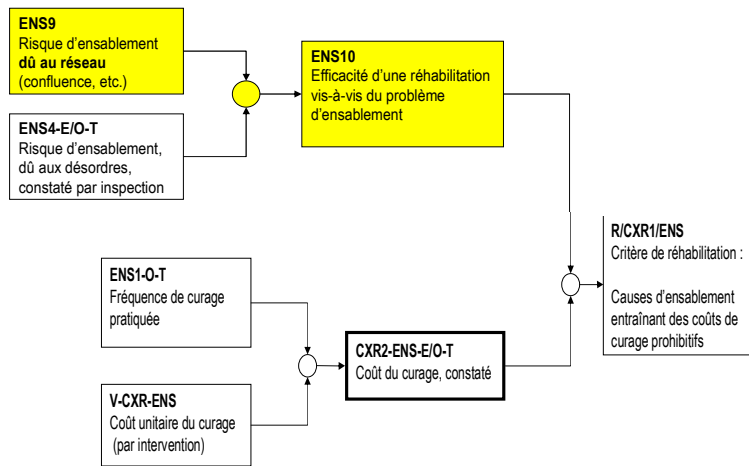 ENS9
Risque d'ensablement
dû au réseau
(confluence, etc.)
ENS10
Efficacité d'une réhabilitation
vis-à-vis du problème
d'ensablement
ENS4-E/O-T
Risque d'ensablement,
dû aux désordres,
constaté par inspection
R/CXR1/ENS
Critère de réhabilitation :
Causes d'ensablement
entraînant des coûts de
curage prohibitifs
ENS1-O-T
Fréquence de curage
pratiquée
CXR2-ENS-E/O-T
Coût du curage, constaté
V-CXR-ENS
Coût unitaire du curage
(par intervention)